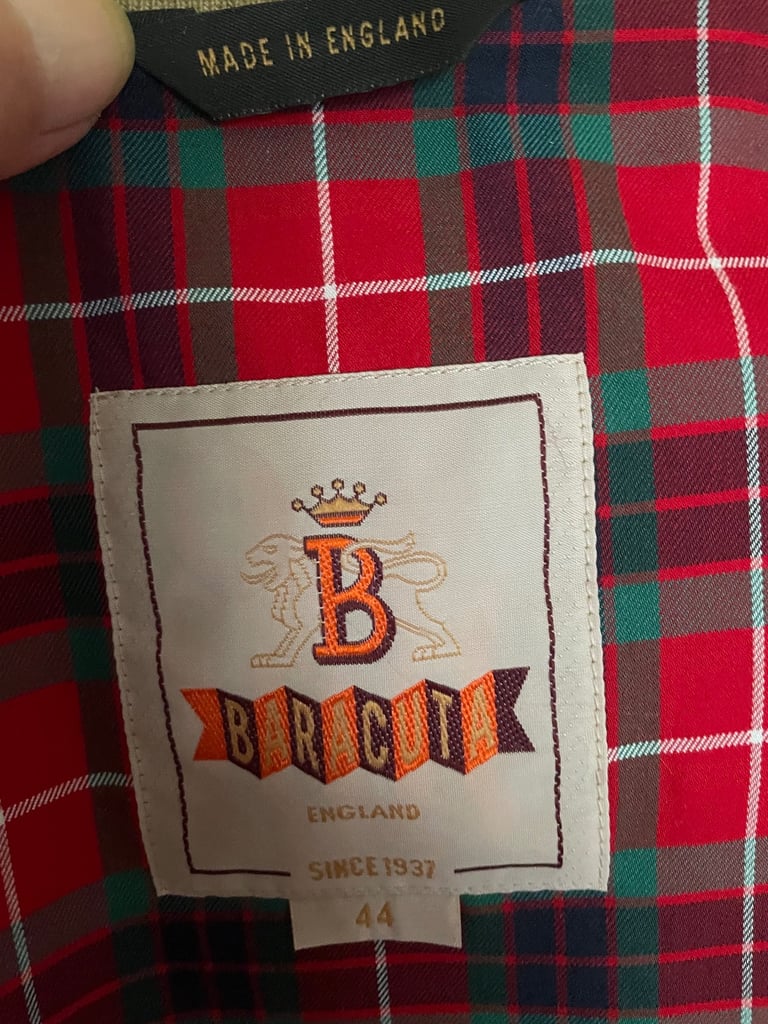 MADE IN ENGLAND
B
BARACUTA
ENGLAND
SINCE 1937
44